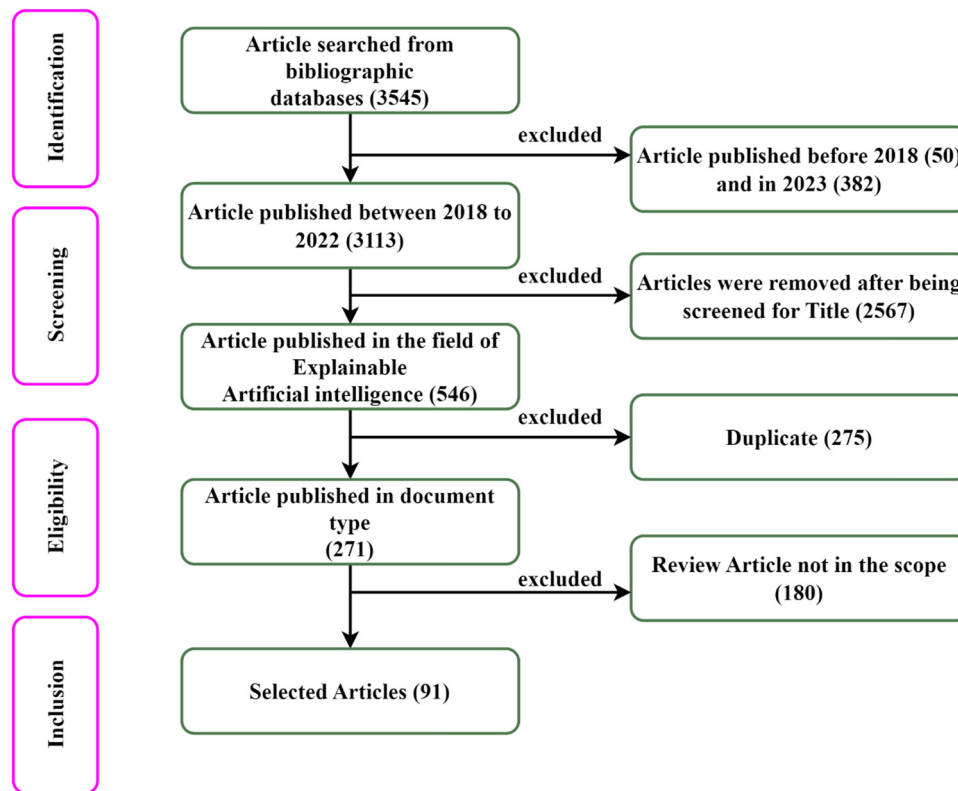 Identification
Article searched from
bibliographic
databases (3545)
excluded
Article published before 2018 (50)
and in 2023 (382)
Screening
Article published between 2018 to
2022 (3113)
excluded
Articles were removed after being
screened for Title (2567)
Article published in the field of
Explainable
Artificial intelligence (546)
excluded
Duplicate (275)
Eligibility
Article published in document
type
(271)
excluded
Review Article not in the scope
(180)
Inclusion
Selected Articles (91)